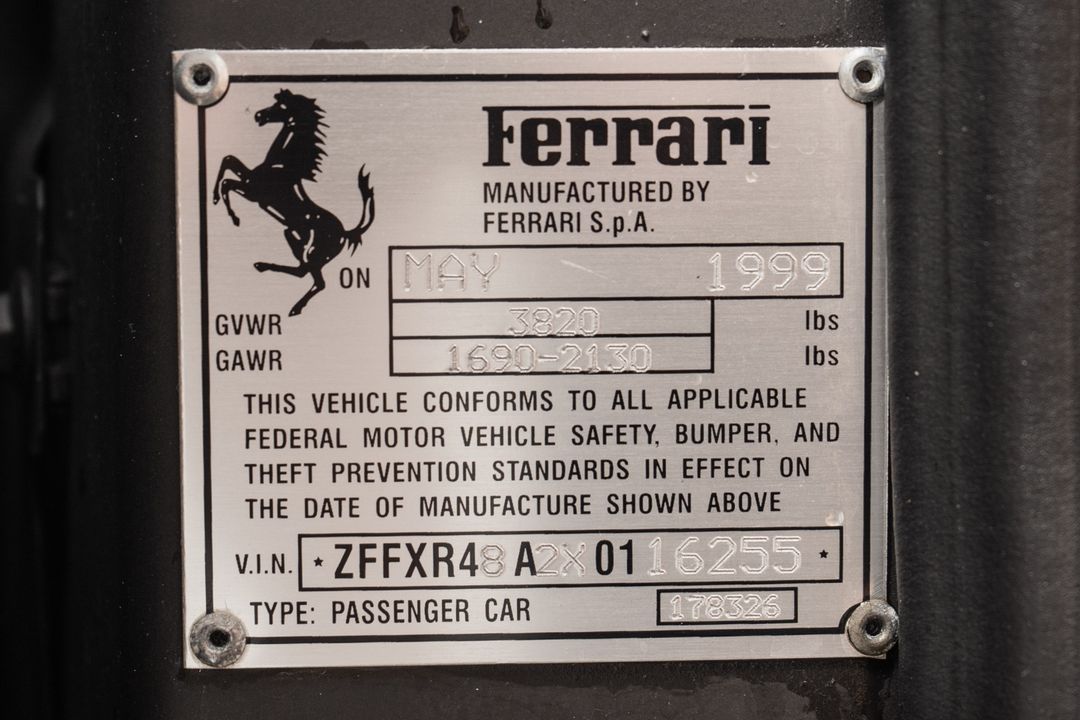 Ferrari
MANUFACTURED BY
FERRARI S.p.A.
ON MAY 1999
GVWR 3820 lbs
GAWR 1690-2130 lbs
THIS VEHICLE CONFORMS TO ALL APPLICABLE
FEDERAL MOTOR VEHICLE SAFETY, BUMPER, AND
THEFT PREVENTION STANDARDS IN EFFECT ON
THE DATE OF MANUFACTURE SHOWN ABOVE
V.I.N. * ZFFXR48A2X0116255 *
TYPE: PASSENGER CAR 178326